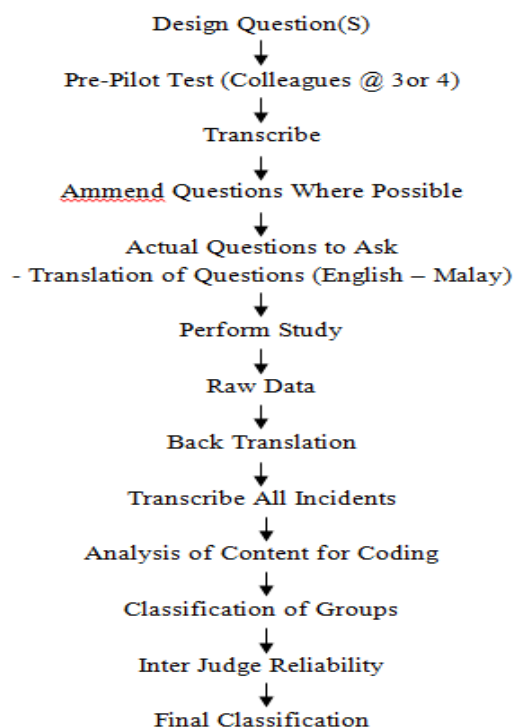 Design Question(S)
Pre-Pilot Test (Colleagues @ 3or 4)
Transcribe
Ammend Questions Where Possible
Actual Questions to Ask
- Translation of Questions (English – Malay)
Perform Study
Raw Data
Back Translation
Transcribe All Incidents
Analysis of Content for Coding
Classification of Groups
Inter Judge Reliability
Final Classification